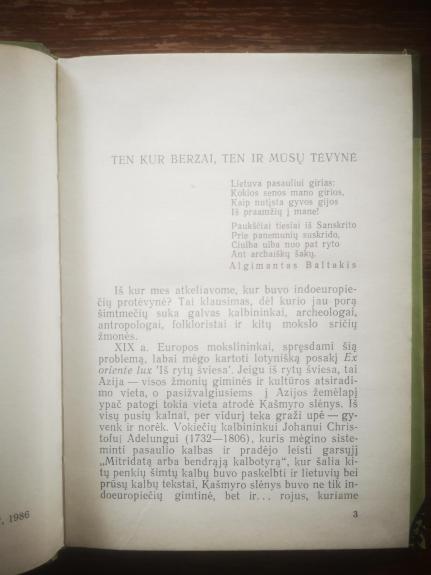 TEN KUR BERZAI, TEN IR MŪSŲ TĖVYNĖ
Lietuva pasauliui girias:
Kokios senos mano girios,
Kaip nutįsta gyvos gijos
Iš praamžių į mane!
Paukščiai tiesiai iš Sanskrito
Prie panemunių suskrido,
Čiulba ulba nuo pat ryto
Ant archaiškų šakų.
Algimantas Baltakis
Iš kur mes atkeliavome, kur buvo indoeuropie-
čių protėvynė? Tai klausimas, dėl kurio jau porą
šimtmečių suka galvas kalbininkai, archeologai,
antropologai, folkloristai ir kitų mokslo sričių
žmonės.
XIX a. Europos mokslininkai, spręsdami šią
problemą, labai mėgo kartoti lotynišką posakį Ex
oriente lux 'Iš rytų šviesa'. Jeigu iš rytų šviesa, tai
Azija — visos žmonių giminės ir kultūros atsiradi-
mo vieta, o pasižvalgiusiems į Azijos žemėlapį
ypač patogi tokia vieta atrodė Kašmyro slėnys. Iš
visų pusių kalnai, per vidurį teka graži upė — gy-
venk ir norėk. Vokiečių kalbininkui Johanui Chris-
tofui Adelungui (1732—1806), kuris mėgino siste-
minti pasaulio kalbas ir pradėjo leisti garsųjį
„Mitridatą arba bendrąją kalbotyrą“, kur šalia ki-
tų penkių šimtų kalbų buvo paskelbti ir lietuvių bei
prūsų kalbų tekstai, Kašmyro slėnys buvo ne tik in-
doeuropiečių gimtinė, bet ir... rojus, kuriame
3
, 1986